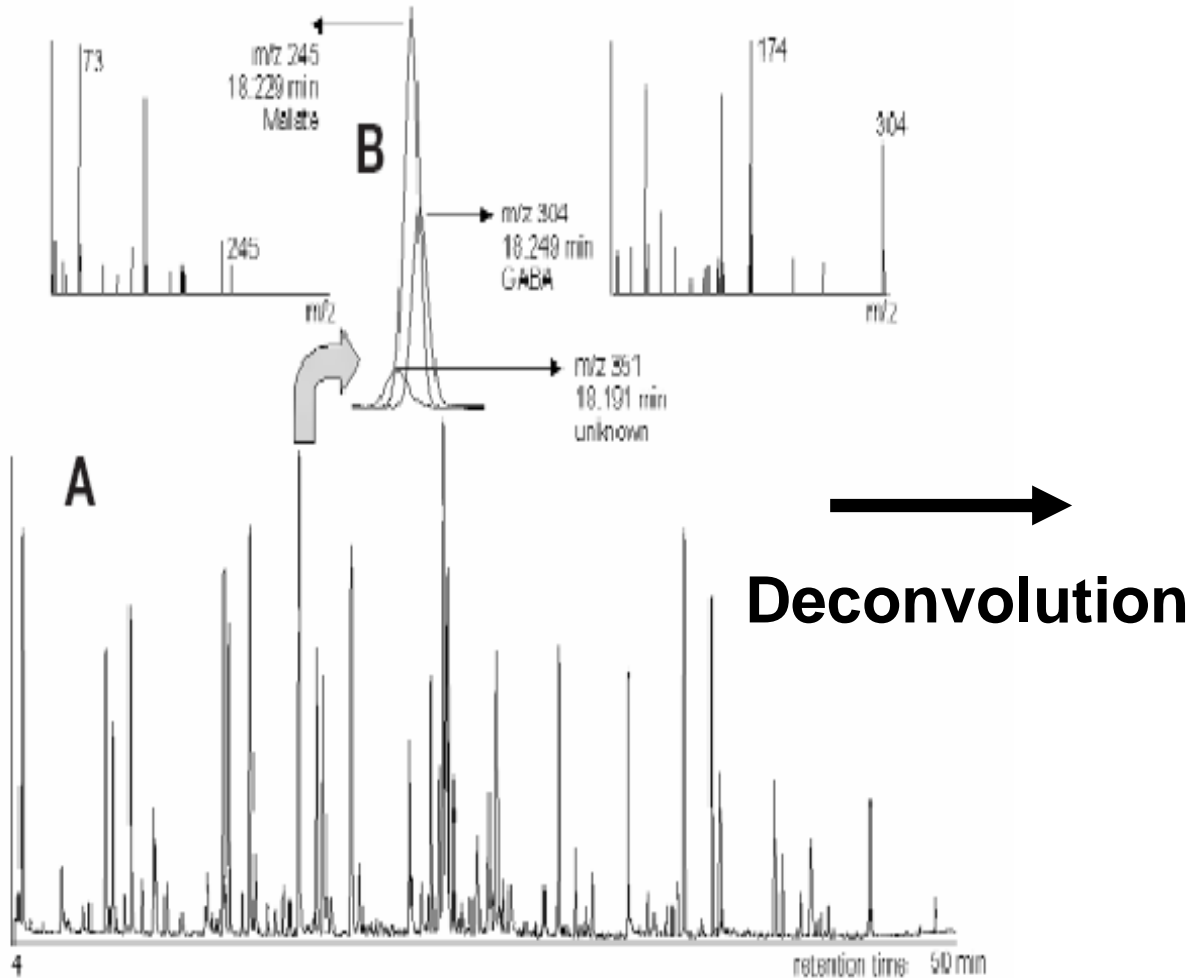 73
245
m/z
m/z 245
18.229 min
Malate
B
m/z 304
18.249 min
GABA
174
304
m/z
m/z 361
18.191 min
unknown
A
Deconvolution
4
retention time 50 min